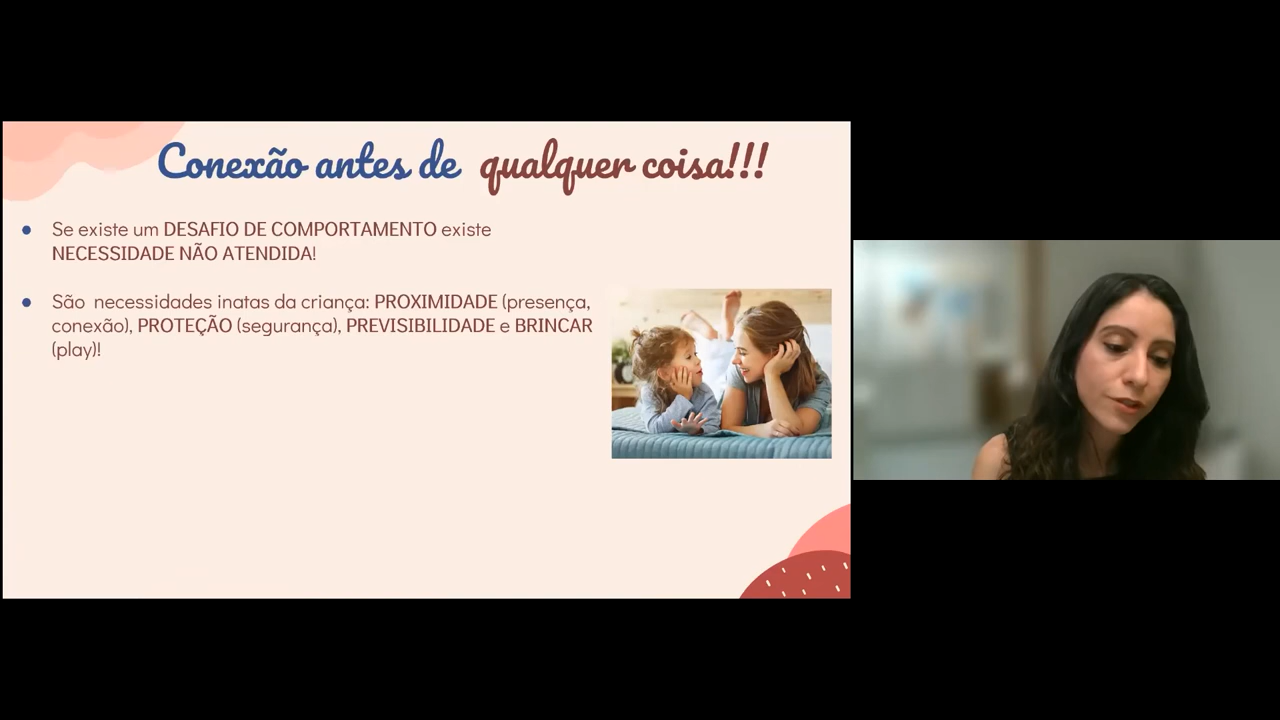 Conexão antes de qualquer coisa!!!
Se existe um DESAFIO DE COMPORTAMENTO existe
NECESSIDADE NÃO ATENDIDA!
São necessidades inatas da criança: PROXIMIDADE (presença,
conexão), PROTEÇÃO (segurança), PREVISIBILIDADE e BRINCAR
(play)!